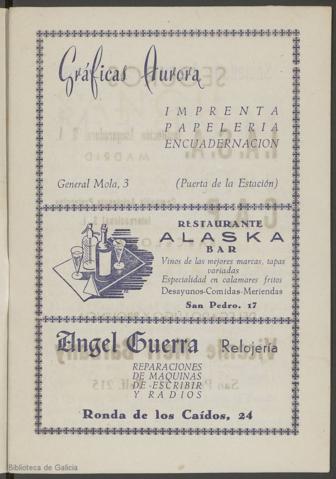 Gráficas Aurora
IMPRENTA
PAPELERIA
ENCUADERNACION
General Mola, 3 (Puerta de la Estación)
RESTAURANTE
ALASKA
BAR
Vinos de las mejores marcas, tapas
variadas
Especialidad en calamares fritos
Desayunos-Comidas-Meriendas
San Pedro, 17
Angel Guerra Relojería
REPARACIONES
DE MAQUINAS
DE ESCRIBIR
Y RADIOS
Ronda de los Caídos, 24
Biblioteca de Galicia